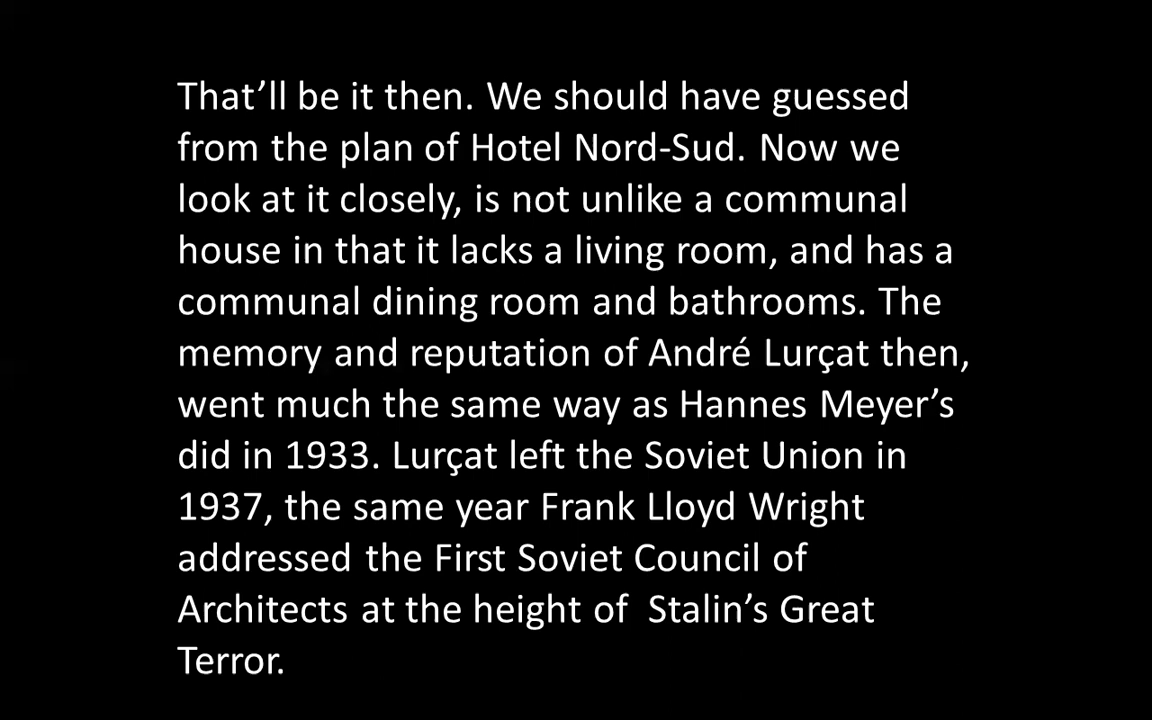 That’ll be it then. We should have guessed
from the plan of Hotel Nord-Sud. Now we
look at it closely, is not unlike a communal
house in that it lacks a living room, and has a
communal dining room and bathrooms. The
memory and reputation of André Lurçat then,
went much the same way as Hannes Meyer’s
did in 1933. Lurçat left the Soviet Union in
1937, the same year Frank Lloyd Wright
addressed the First Soviet Council of
Architects at the height of  Stalin’s Great
Terror.